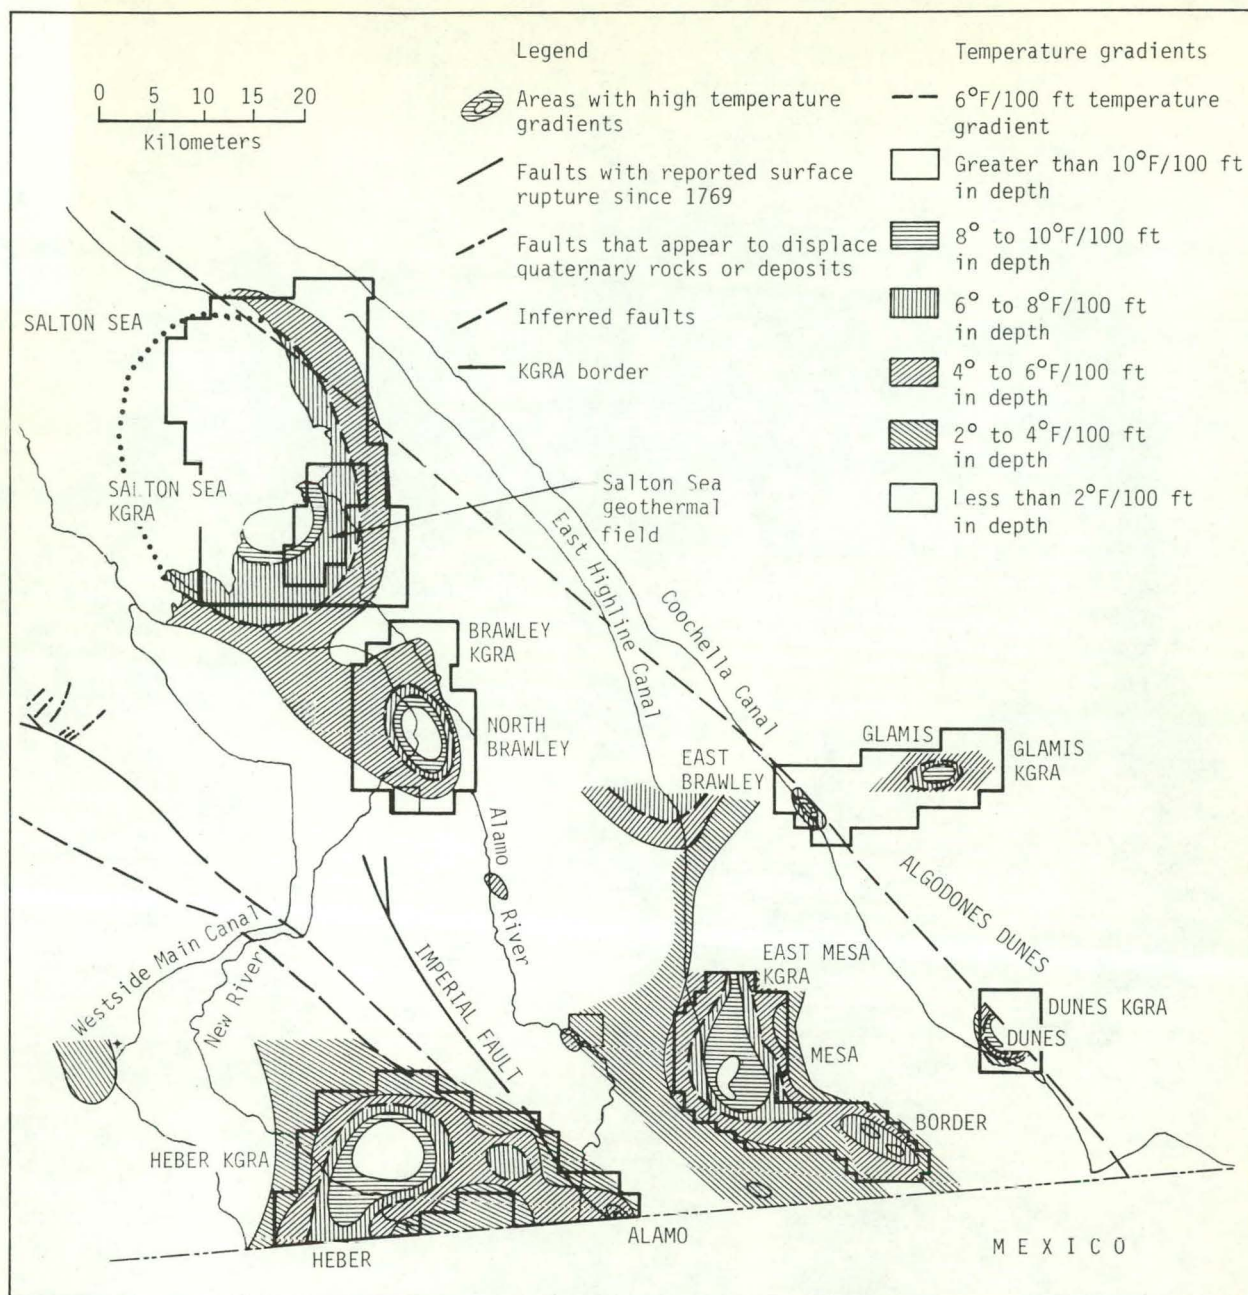 Legend
0 5 10 15 20
Kilometers
Areas with high temperature
gradients
Faults with reported surface
rupture since 1769
Faults that appear to displace
quaternary rocks or deposits
Inferred faults
KGRA border
Temperature gradients
6°F/100 ft temperature
gradient
Greater than 10°F/100 ft
in depth
8° to 10°F/100 ft
in depth
6° to 8°F/100 ft
in depth
4° to 6°F/100 ft
in depth
2° to 4°F/100 ft
in depth
Less than 2°F/100 ft
in depth
SALTON SEA
SALTON SEA
KGRA
Salton Sea
geothermal
field
East Highline Canal
Coochella Canal
BRAWLEY
KGRA
NORTH
BRAWLEY
EAST
BRAWLEY
GLAMIS
GLAMIS
KGRA
Alamo
River
ALGODONES DUNES
Westside Main Canal
New River
IMPERIAL FAULT
EAST MESA
KGRA
MESA
DUNES KGRA
DUNES
BORDER
HEBER KGRA
HEBER
ALAMO
MEXICO